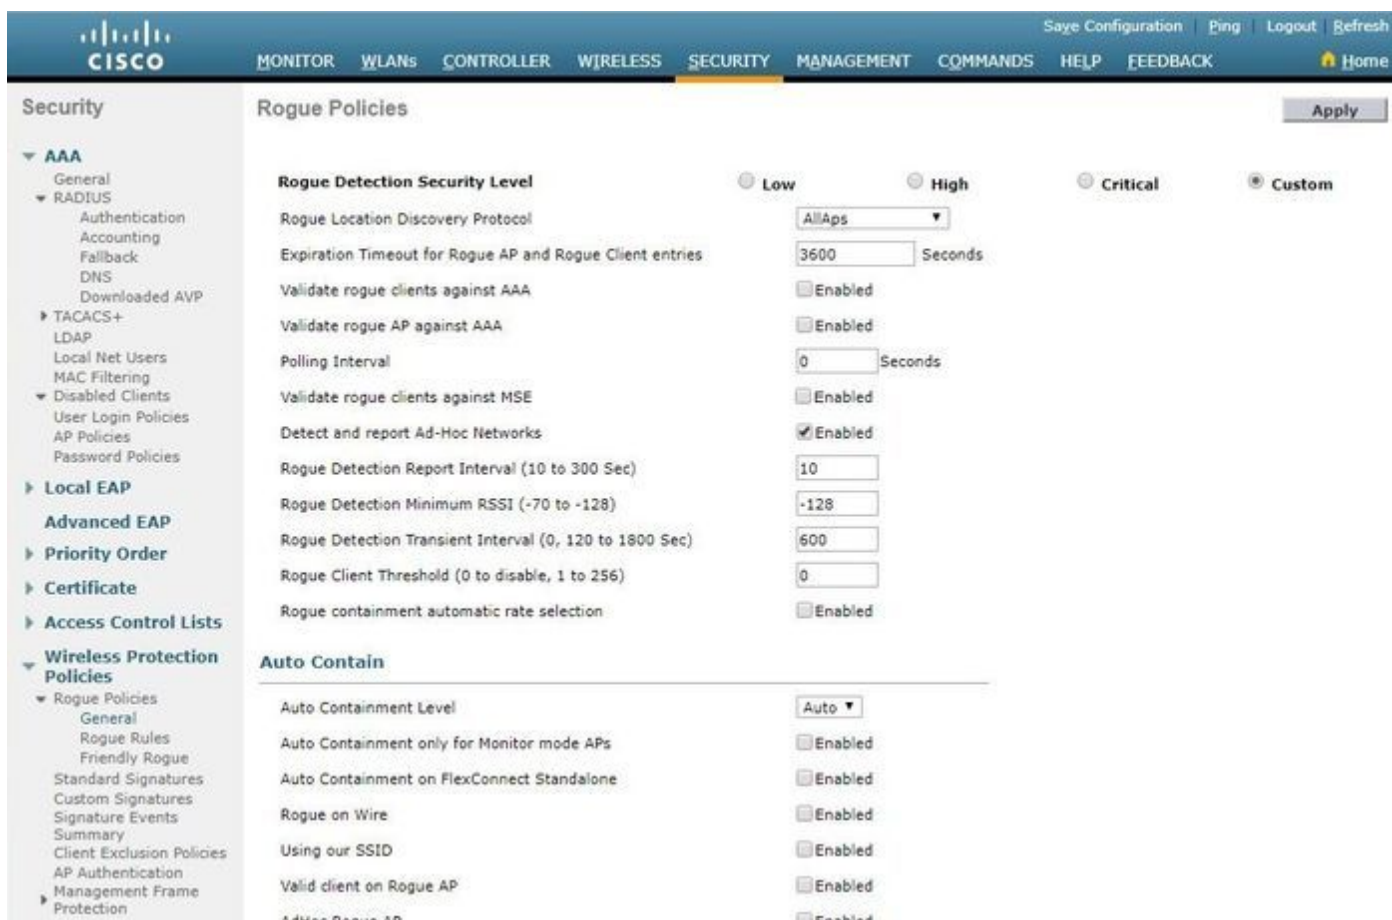 Save Configuration Ping Logout Refresh
CISCO
MONITOR WLANs CONTROLLER WIRELESS SECURITY MANAGEMENT COMMANDS HELP FEEDBACK Home
Security
AAA
General
RADIUS
Authentication
Accounting
Fallback
DNS
Downloaded AVP
TACACS+
LDAP
Local Net Users
MAC Filtering
Disabled Clients
User Login Policies
AP Policies
Password Policies
Local EAP
Advanced EAP
Priority Order
Certificate
Access Control Lists
Wireless Protection
Policies
Rogue Policies
General
Rogue Rules
Friendly Rogue
Standard Signatures
Custom Signatures
Signature Events
Summary
Client Exclusion Policies
AP Authentication
Management Frame
Protection
Rogue Policies Apply
Rogue Detection Security Level Low High Critical Custom
Rogue Location Discovery Protocol AllAps
Expiration Timeout for Rogue AP and Rogue Client entries 3600 Seconds
Validate rogue clients against AAA Enabled
Validate rogue AP against AAA Enabled
Polling Interval 0 Seconds
Validate rogue clients against MSE Enabled
Detect and report Ad-Hoc Networks Enabled
Rogue Detection Report Interval (10 to 300 Sec) 10
Rogue Detection Minimum RSSI (-70 to -128) -128
Rogue Detection Transient Interval (0, 120 to 1800 Sec) 600
Rogue Client Threshold (0 to disable, 1 to 256) 0
Rogue containment automatic rate selection Enabled
Auto Contain
Auto Containment Level Auto
Auto Containment only for Monitor mode APs Enabled
Auto Containment on FlexConnect Standalone Enabled
Rogue on Wire Enabled
Using our SSID Enabled
Valid client on Rogue AP Enabled
AdHoc Rogue AP Enabled